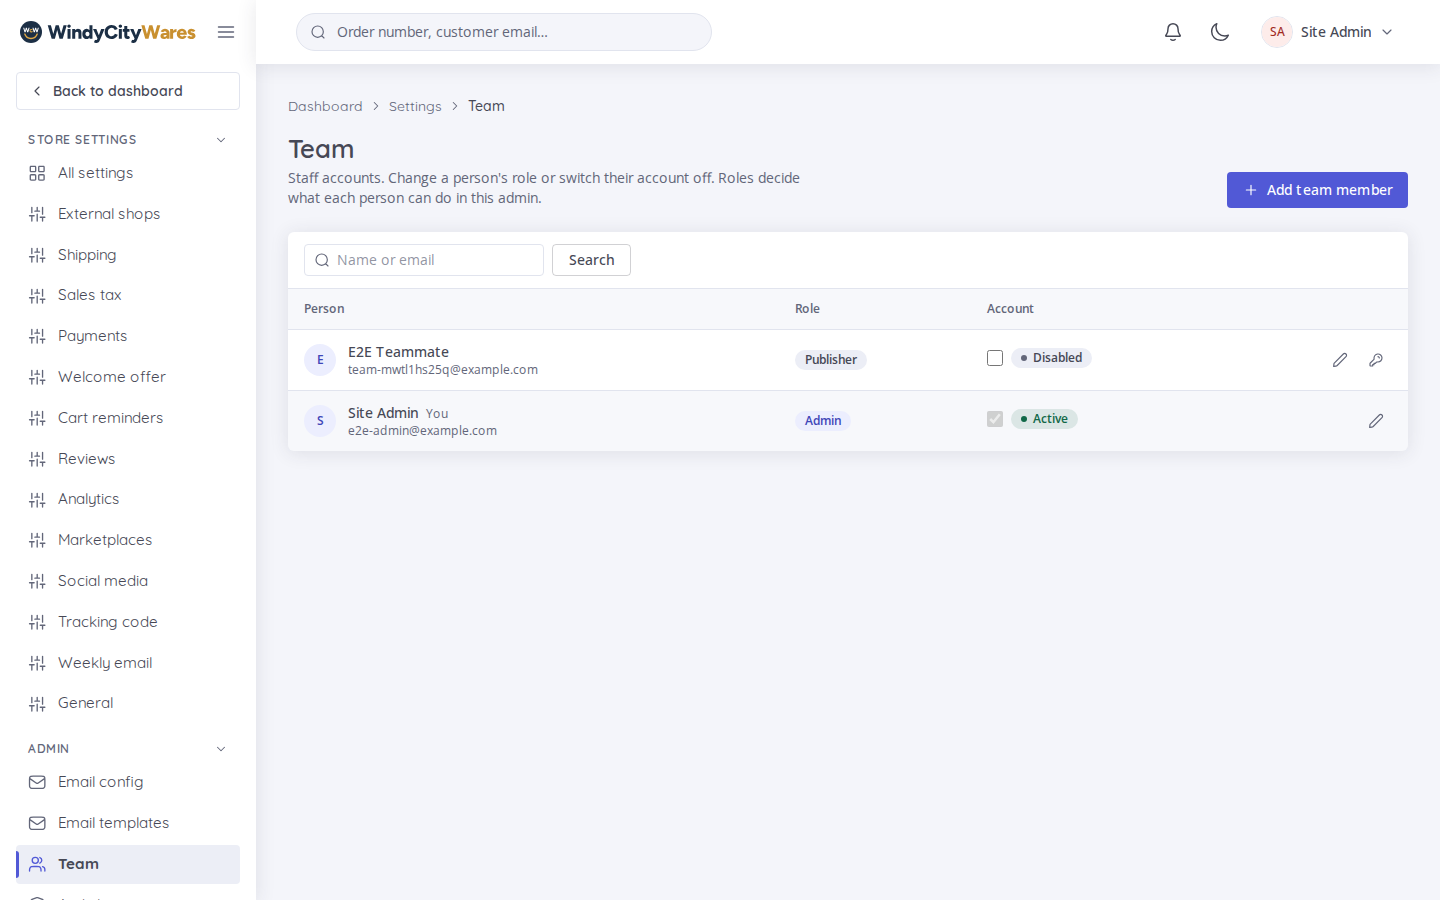 WindyCityWares
Order number, customer email...
SA
Site Admin
Back to dashboard
STORE SETTINGS
All settings
External shops
Shipping
Sales tax
Payments
Welcome offer
Cart reminders
Reviews
Analytics
Marketplaces
Social media
Tracking code
Weekly email
General
ADMIN
Email config
Email templates
Team
Dashboard > Settings > Team
Team
Staff accounts. Change a person's role or switch their account off. Roles decide
what each person can do in this admin.
Add team member
Name or email
Search
Person Role Account
E
E2E Teammate
team-mwtl1hs25q@example.com
Publisher
Disabled
S
Site Admin You
e2e-admin@example.com
Admin
Active